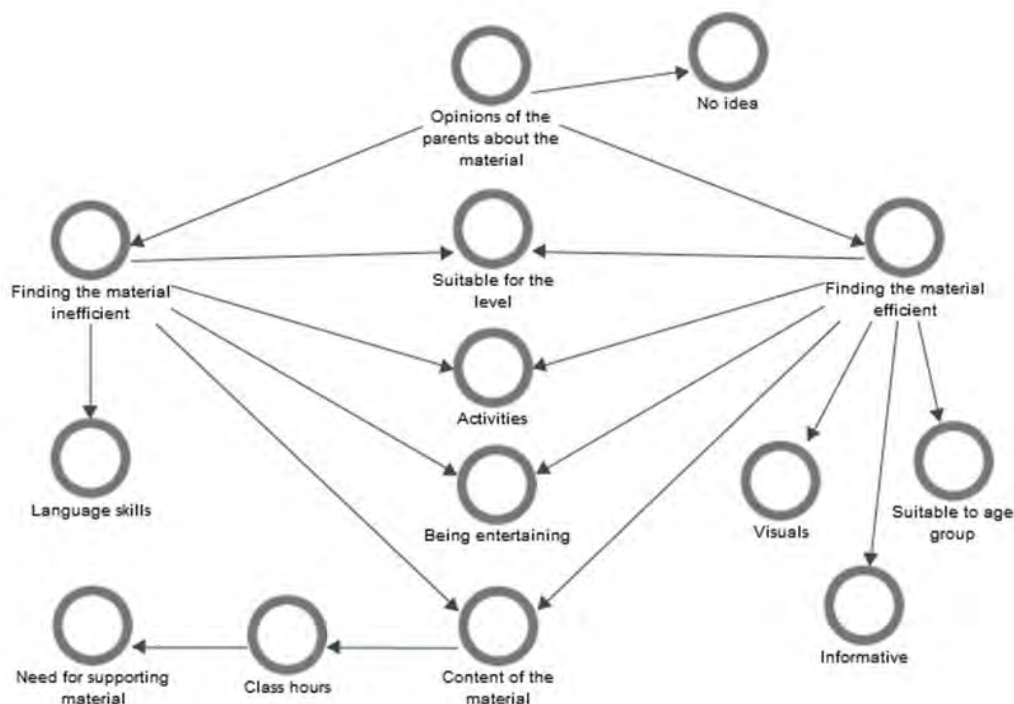 No idea
Opinions of the
parents about the
material
Suitable for the
level
Finding the material
inefficient
Finding the material
efficient
Activities
Language skills
Being entertaining
Visuals
Suitable to age
group
Informative
Need for supporting
material
Class hours
Content of the
material